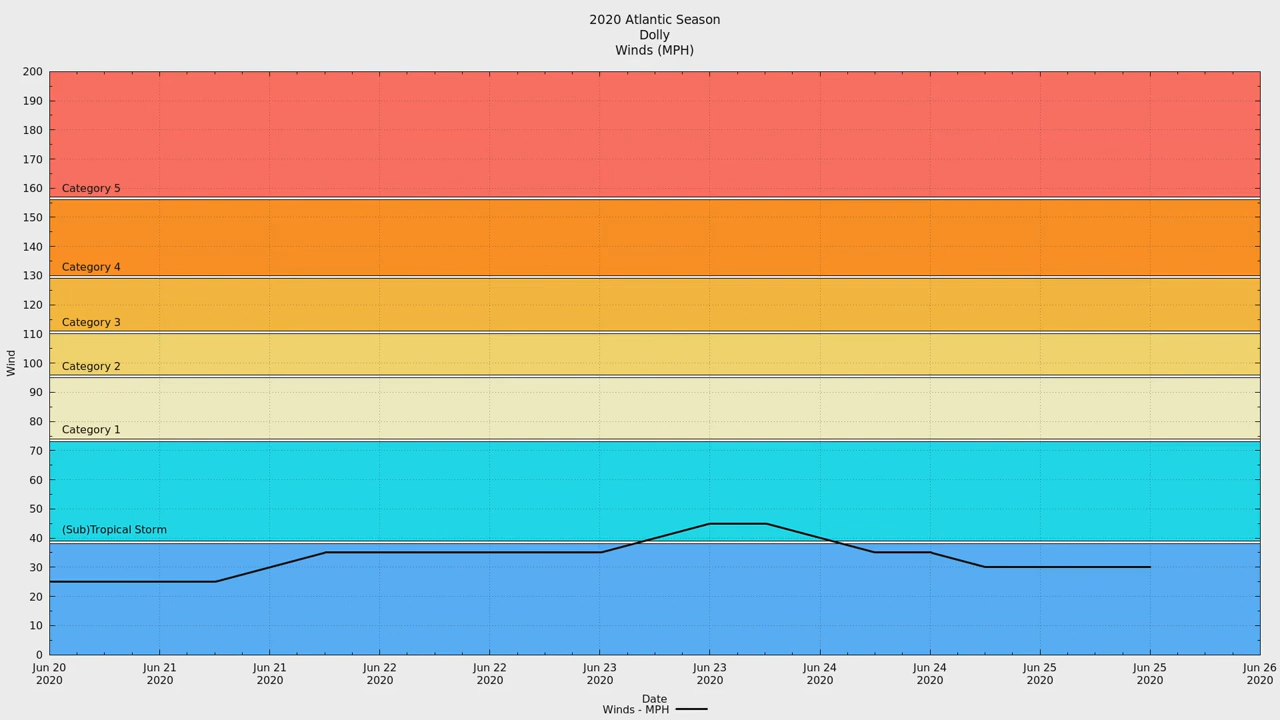 2020 Atlantic Season
Dolly
Winds (MPH)
200
190
180
170
160
150
140
130
120
110
100
90
80
70
60
50
40
30
20
10
0
Wind
Category 5
Category 4
Category 3
Category 2
Category 1
(Sub)Tropical Storm
Jun 20 Jun 21 Jun 21 Jun 22 Jun 22 Jun 23 Jun 23 Jun 24 Jun 24 Jun 25 Jun 25 Jun 26
2020 2020 2020 2020 2020 2020 2020 2020 2020 2020 2020 2020
Date
Winds - MPH